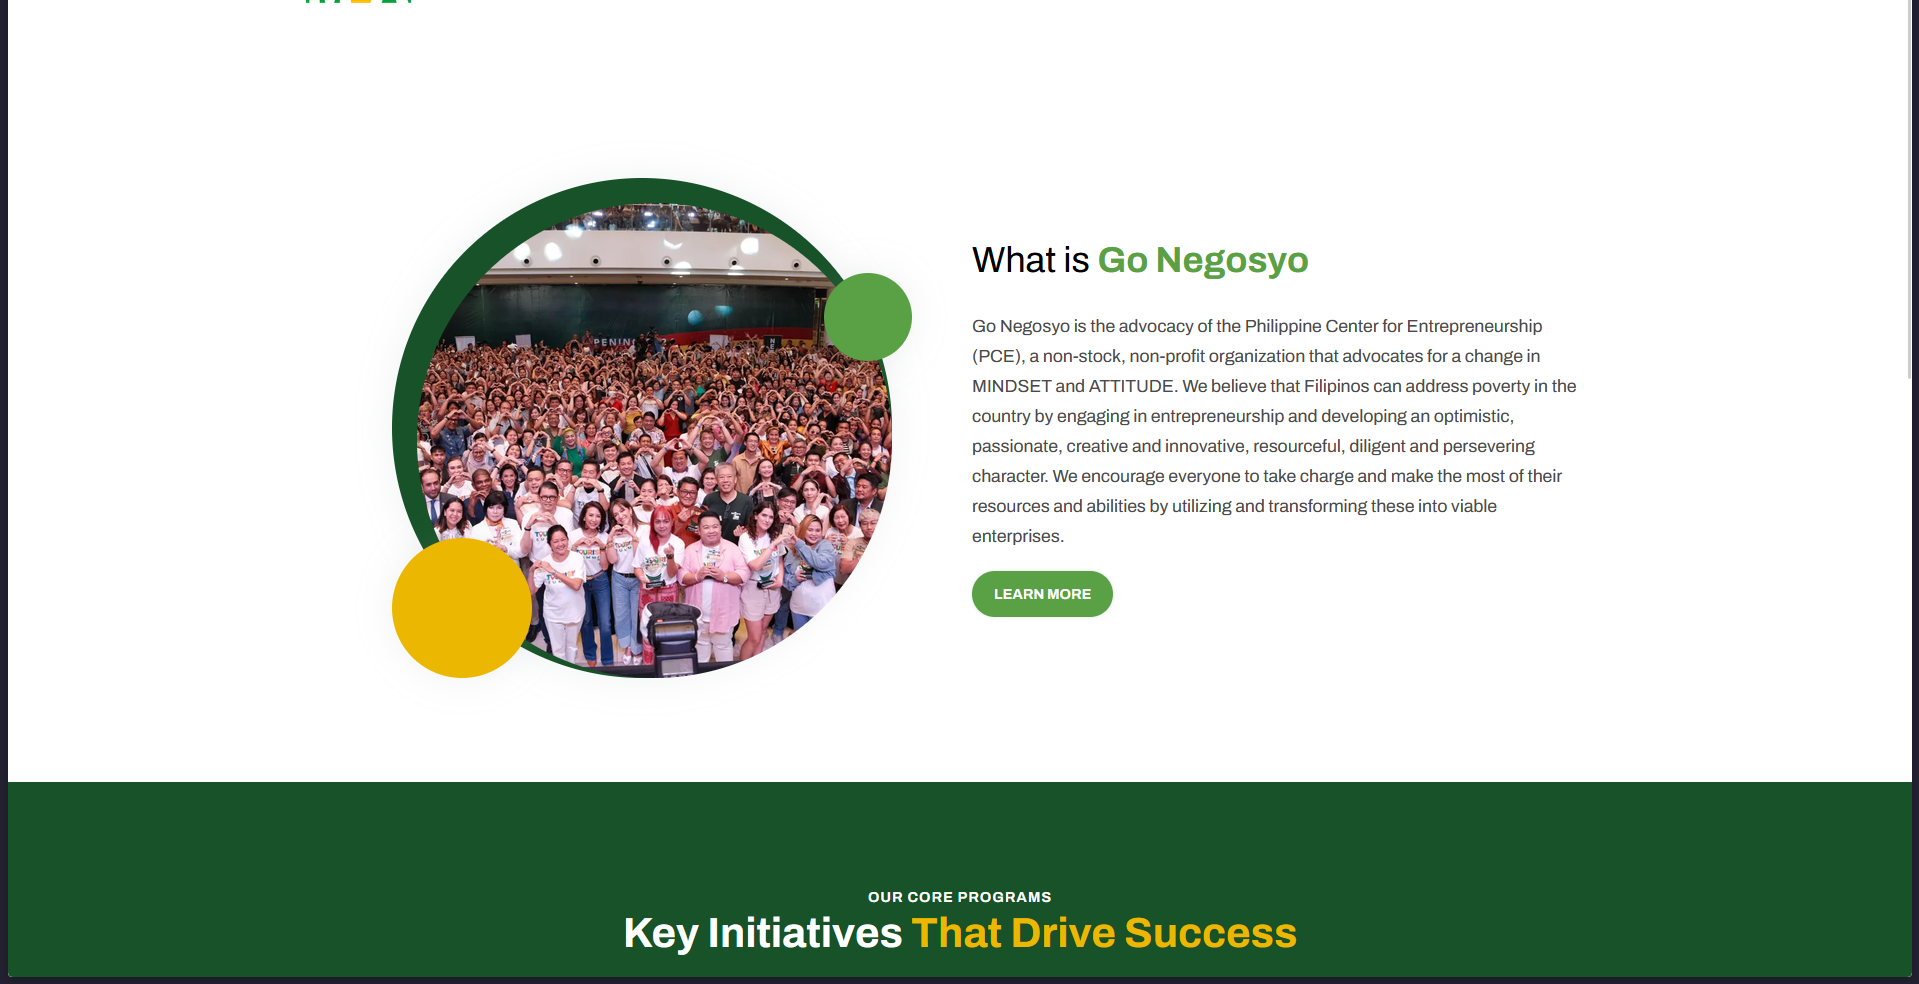 What is Go Negosyo
Go Negosyo is the advocacy of the Philippine Center for Entrepreneurship
(PCE), a non-stock, non-profit organization that advocates for a change in
MINDSET and ATTITUDE. We believe that Filipinos can address poverty in the
country by engaging in entrepreneurship and developing an optimistic,
passionate, creative and innovative, resourceful, diligent and persevering
character. We encourage everyone to take charge and make the most of their
resources and abilities by utilizing and transforming these into viable
enterprises.
LEARN MORE
OUR CORE PROGRAMS
Key Initiatives That Drive Success